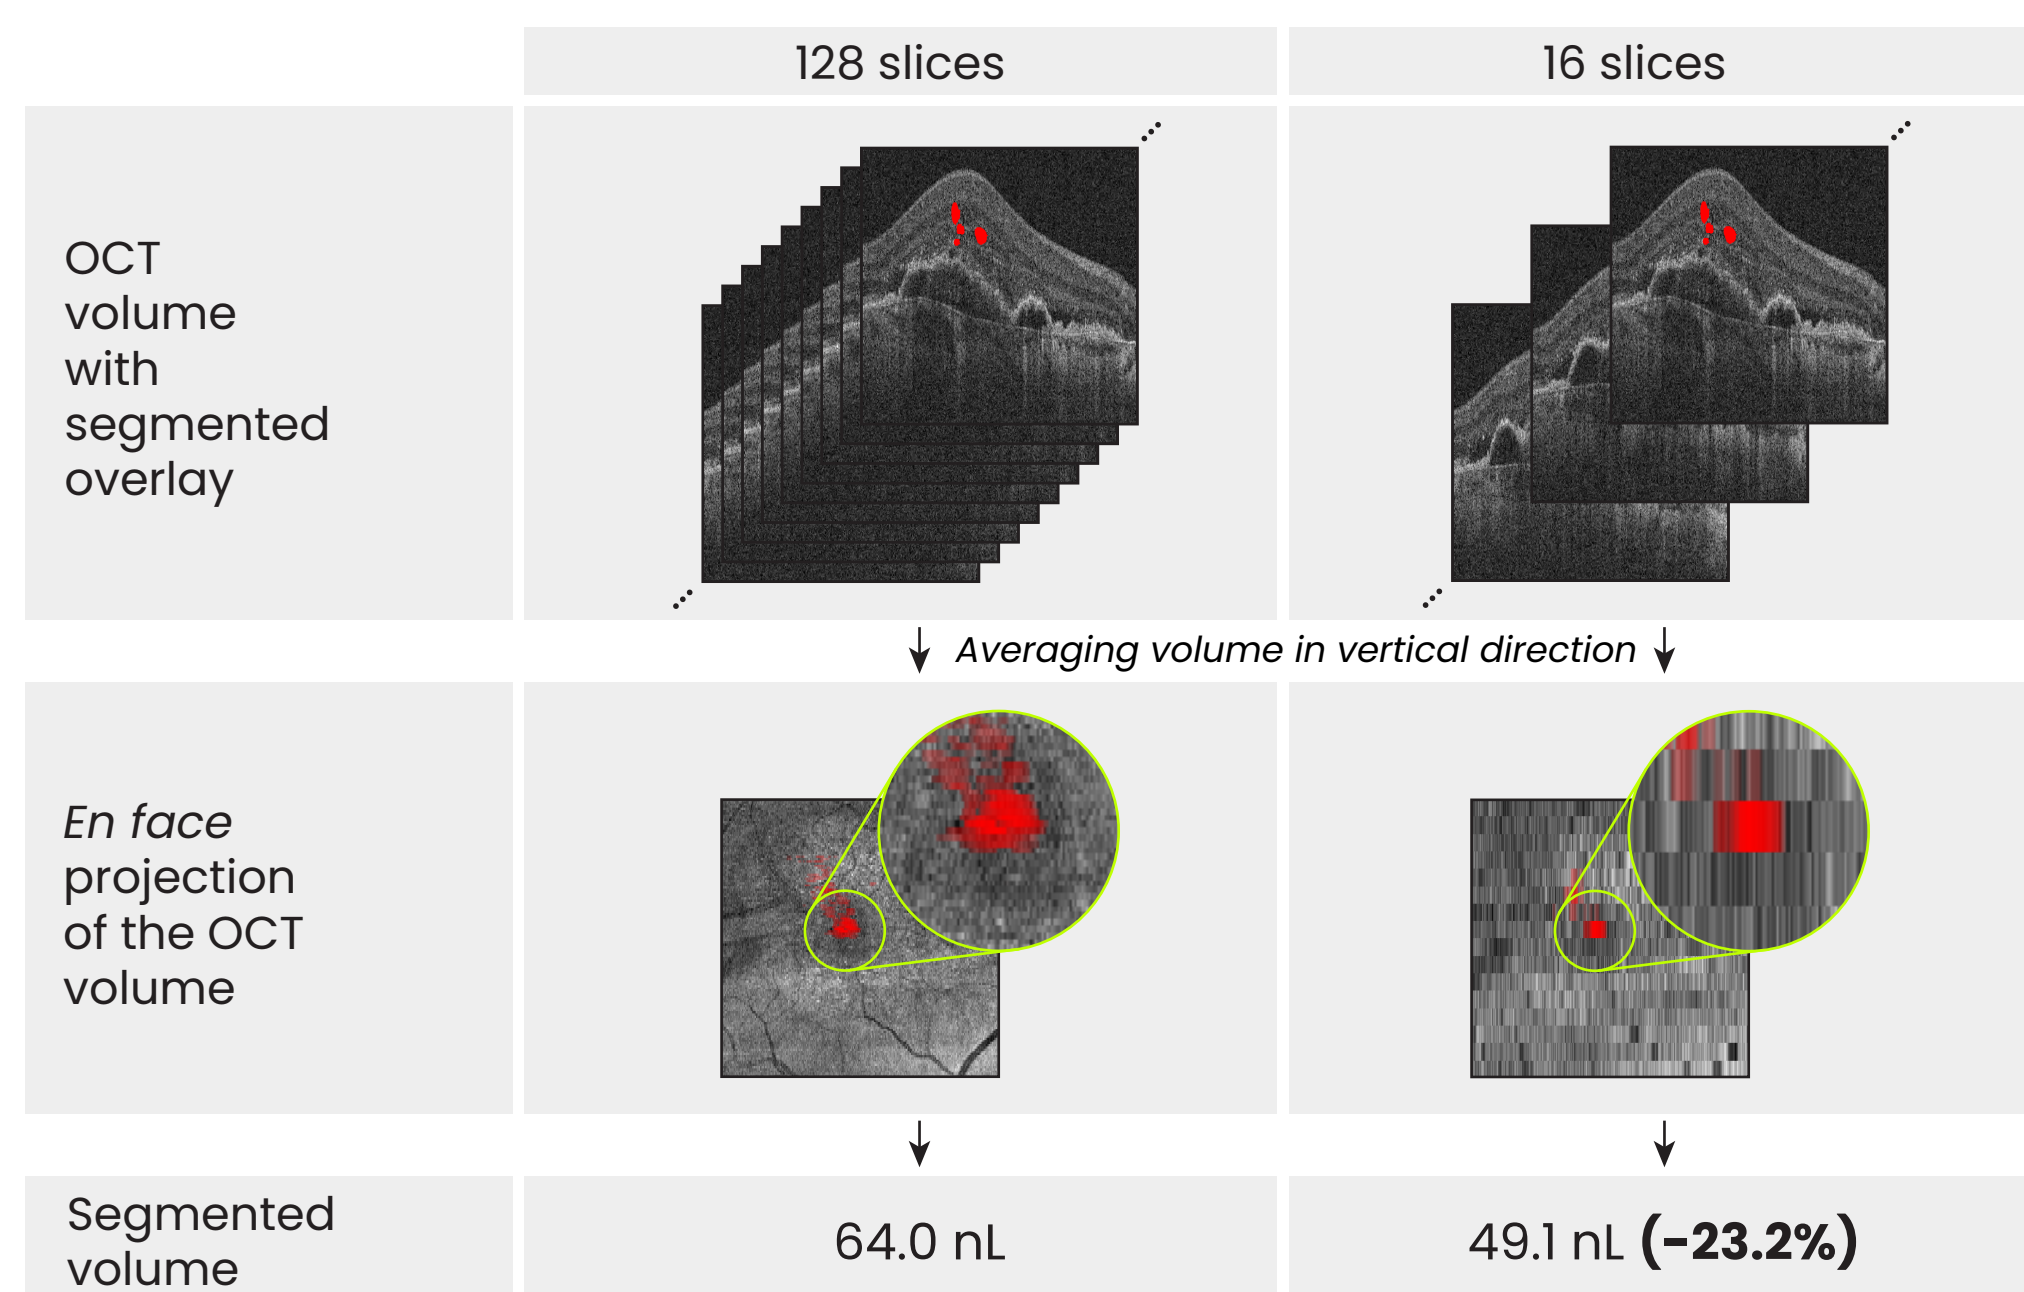 128 slices
16 slices
OCT
volume
with
segmented
overlay
Averaging volume in vertical direction
En face
projection
of the OCT
volume
Segmented
volume
64.0 nL
49.1 nL (-23.2%)